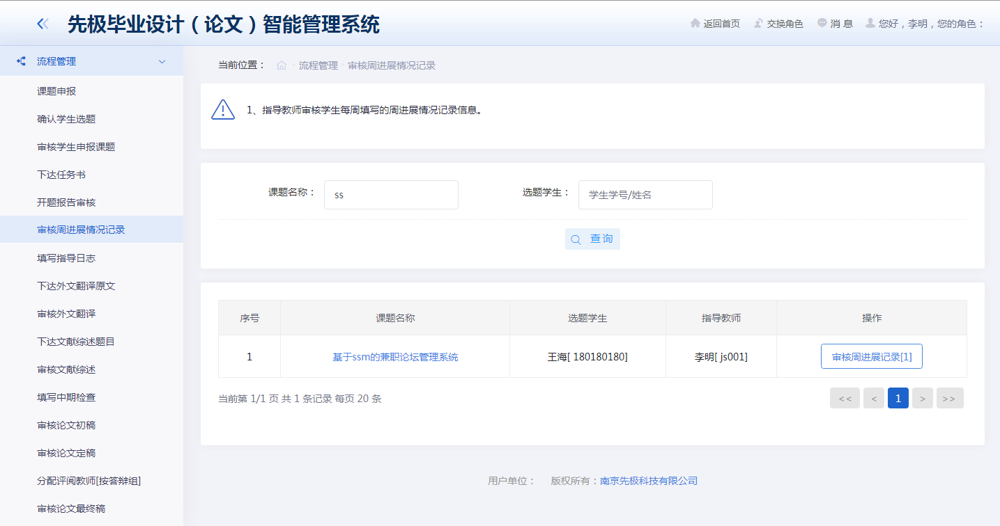 先极毕业设计（论文）智能管理系统
返回首页 交换角色 消 息 您好，李明，您的角色：
流程管理
课题申报
确认学生选题
审核学生申报课题
下达任务书
开题报告审核
审核周进展情况记录
填写指导日志
下达外文翻译原文
审核外文翻译
下达文献综述题目
审核文献综述
填写中期检查
审核论文初稿
审核论文定稿
分配评阅教师[按答辩组]
审核论文最终稿
当前位置： 流程管理 审核周进展情况记录
1、指导教师审核学生每周填写的周进展情况记录信息。
课题名称： ss 选题学生： 学生学号/姓名
查询
序号 课题名称 选题学生 指导教师 操作
1 基于ssm的兼职论坛管理系统 王海[ 180180180] 李明[ js001] 审核周进展记录[1]
当前第 1/1 页 共 1 条记录 每页 20 条 << < 1 > >>
用户单位： 版权所有：南京先极科技有限公司